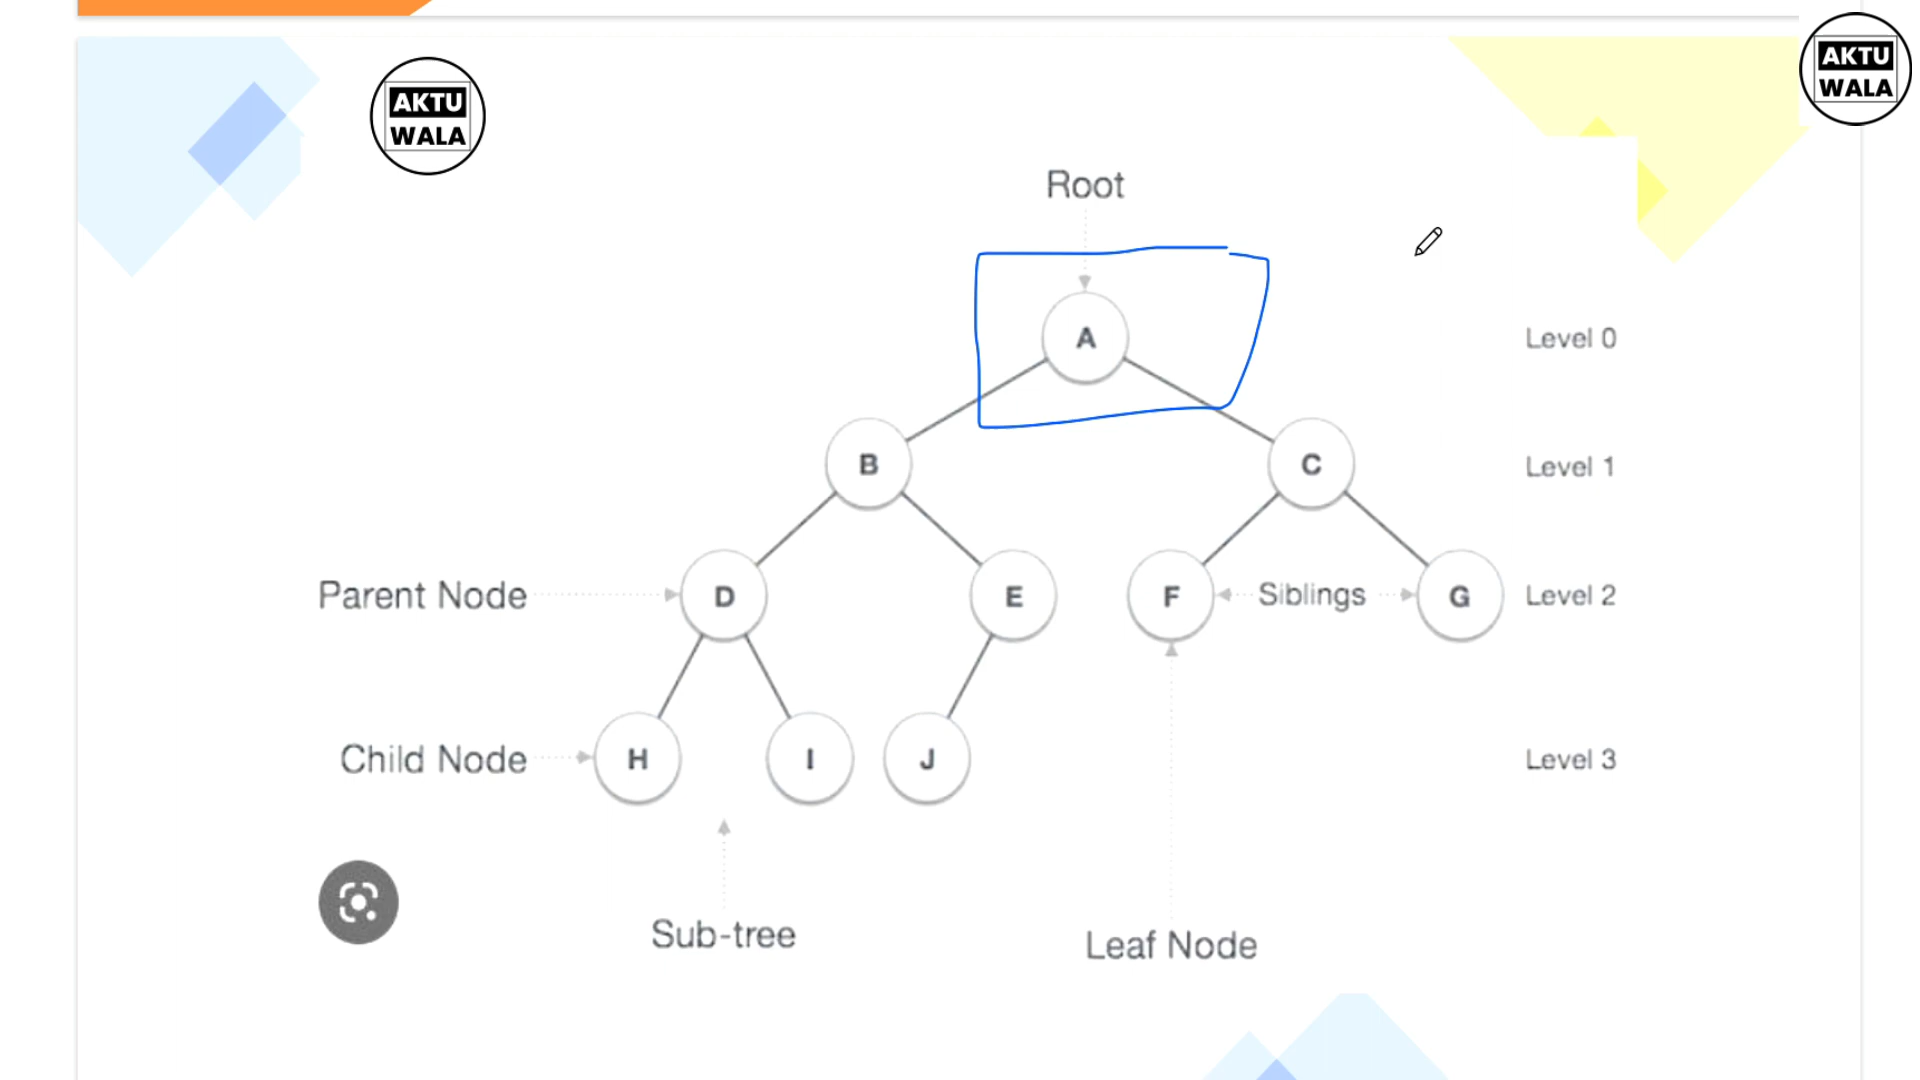 AKTU
WALA
AKTU
WALA
Root
A
Level 0
B
C
Level 1
Parent Node
D
E
F
Siblings
G
Level 2
Child Node
H
I
J
Level 3
Sub-tree
Leaf Node